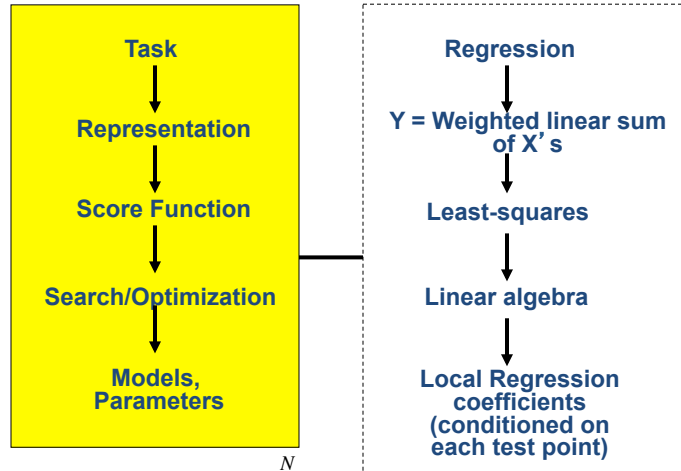 Task
Representation
Score Function
Search/Optimization
Models,
Parameters
N
Regression
Y = Weighted linear sum
of X's
Least-squares
Linear algebra
Local Regression
coefficients
(conditioned on
each test point)